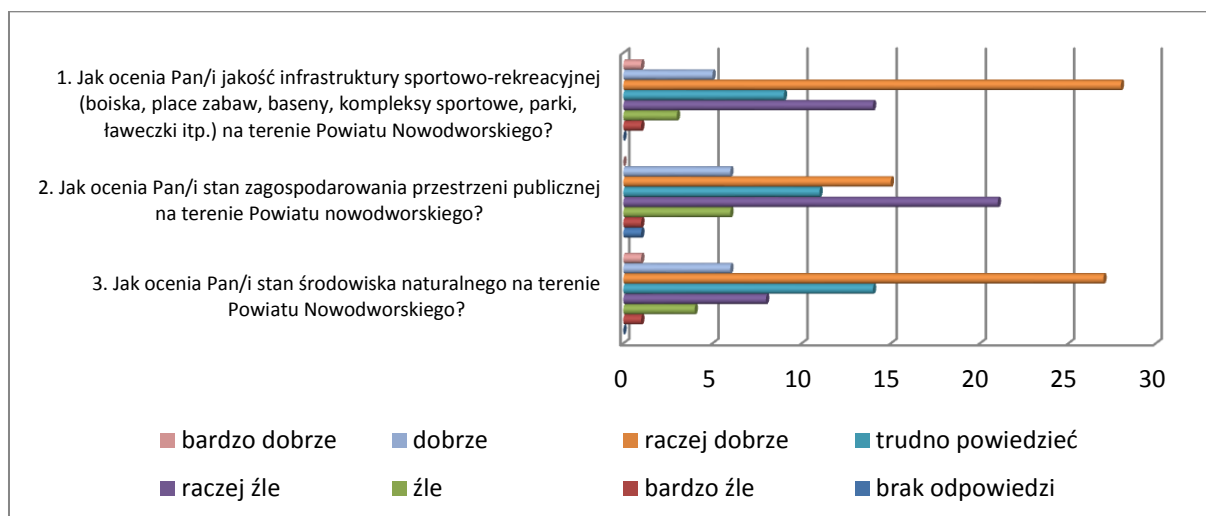 1. Jak ocenia Pan/i jakość infrastruktury sportowo-rekreacyjnej
(boiska, place zabaw, baseny, kompleksy sportowe, parki,
ławeczki itp.) na terenie Powiatu Nowodworskiego?
2. Jak ocenia Pan/i stan zagospodarowania przestrzeni publicznej
na terenie Powiatu nowodworskiego?
3. Jak ocenia Pan/i stan środowiska naturalnego na terenie
Powiatu Nowodworskiego?
0 5 10 15 20 25 30
bardzo dobrze dobrze raczej dobrze trudno powiedzieć
raczej źle źle bardzo źle brak odpowiedzi